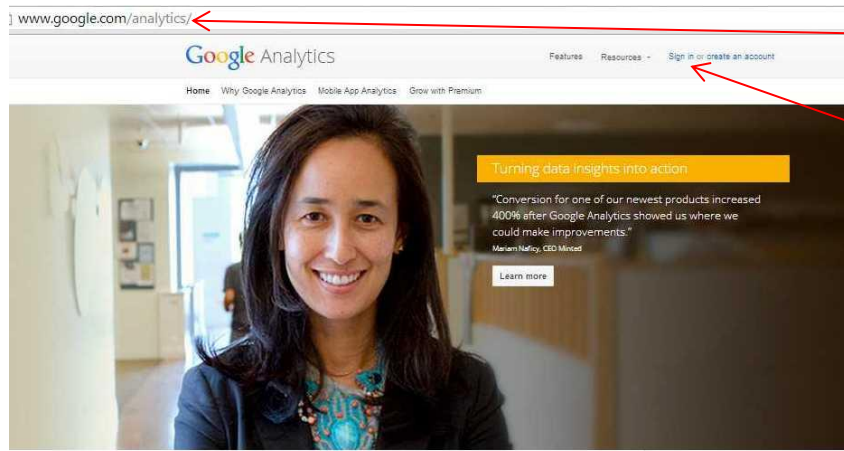 www.google.com/analytics/
Google Analytics
Features Resources Sign in or create an account
Home Why Google Analytics Mobile App Analytics Grow with Premium
Turning data insights into action
"Conversion for one of our newest products increased
400% after Google Analytics showed us where we
could make improvements."
Mariam Naficy, CEO Minted
Learn more